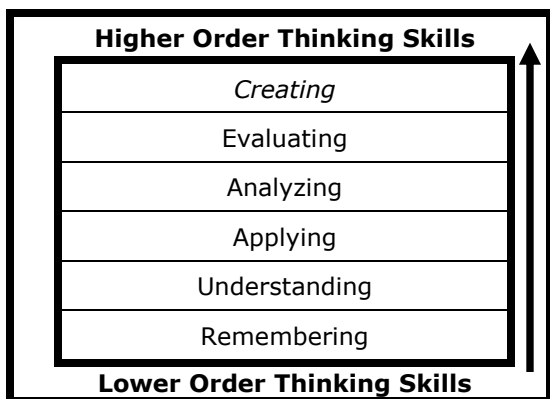 Higher Order Thinking Skills
Creating
Evaluating
Analyzing
Applying
Understanding
Remembering
Lower Order Thinking Skills